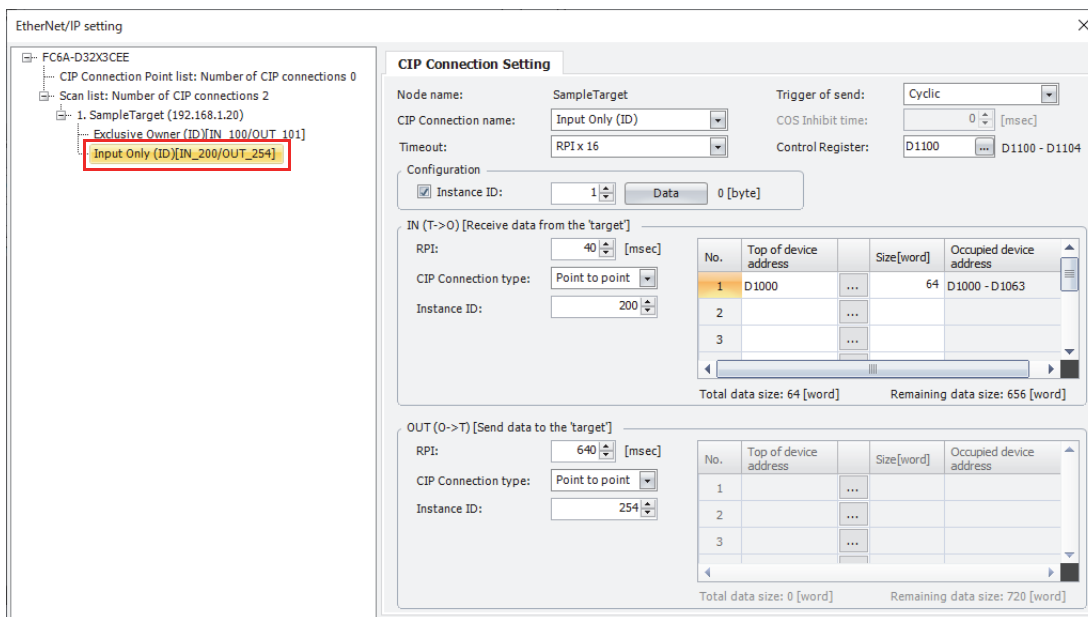 EtherNet/IP setting
FC6A-D32X3CEE
CIP Connection Point list: Number of CIP connections 0
Scan list: Number of CIP connections 2
1. SampleTarget (192.168.1.20)
Exclusive Owner (ID)[IN_100/OUT_101]
Input Only (ID)[IN_200/OUT_254]
CIP Connection Setting
Node name: SampleTarget Trigger of send: Cyclic
CIP Connection name: Input Only (ID) COS Inhibit time: 0 [msec]
Timeout: RPI x 16 Control Register: D1100 ... D1100 - D1104
Configuration
Instance ID: 1 Data 0 [byte]
IN (T->O) [Receive data from the 'target']
RPI: 40 [msec]
CIP Connection type: Point to point
Instance ID: 200
No. Top of device address Size[word] Occupied device address
1 D1000 ... 64 D1000 - D1063
2 ...
3 ...
Total data size: 64 [word] Remaining data size: 656 [word]
OUT (O->T) [Send data to the 'target']
RPI: 640 [msec]
CIP Connection type: Point to point
Instance ID: 254
No. Top of device address Size[word] Occupied device address
1 ...
2 ...
3 ...
Total data size: 0 [word] Remaining data size: 720 [word]